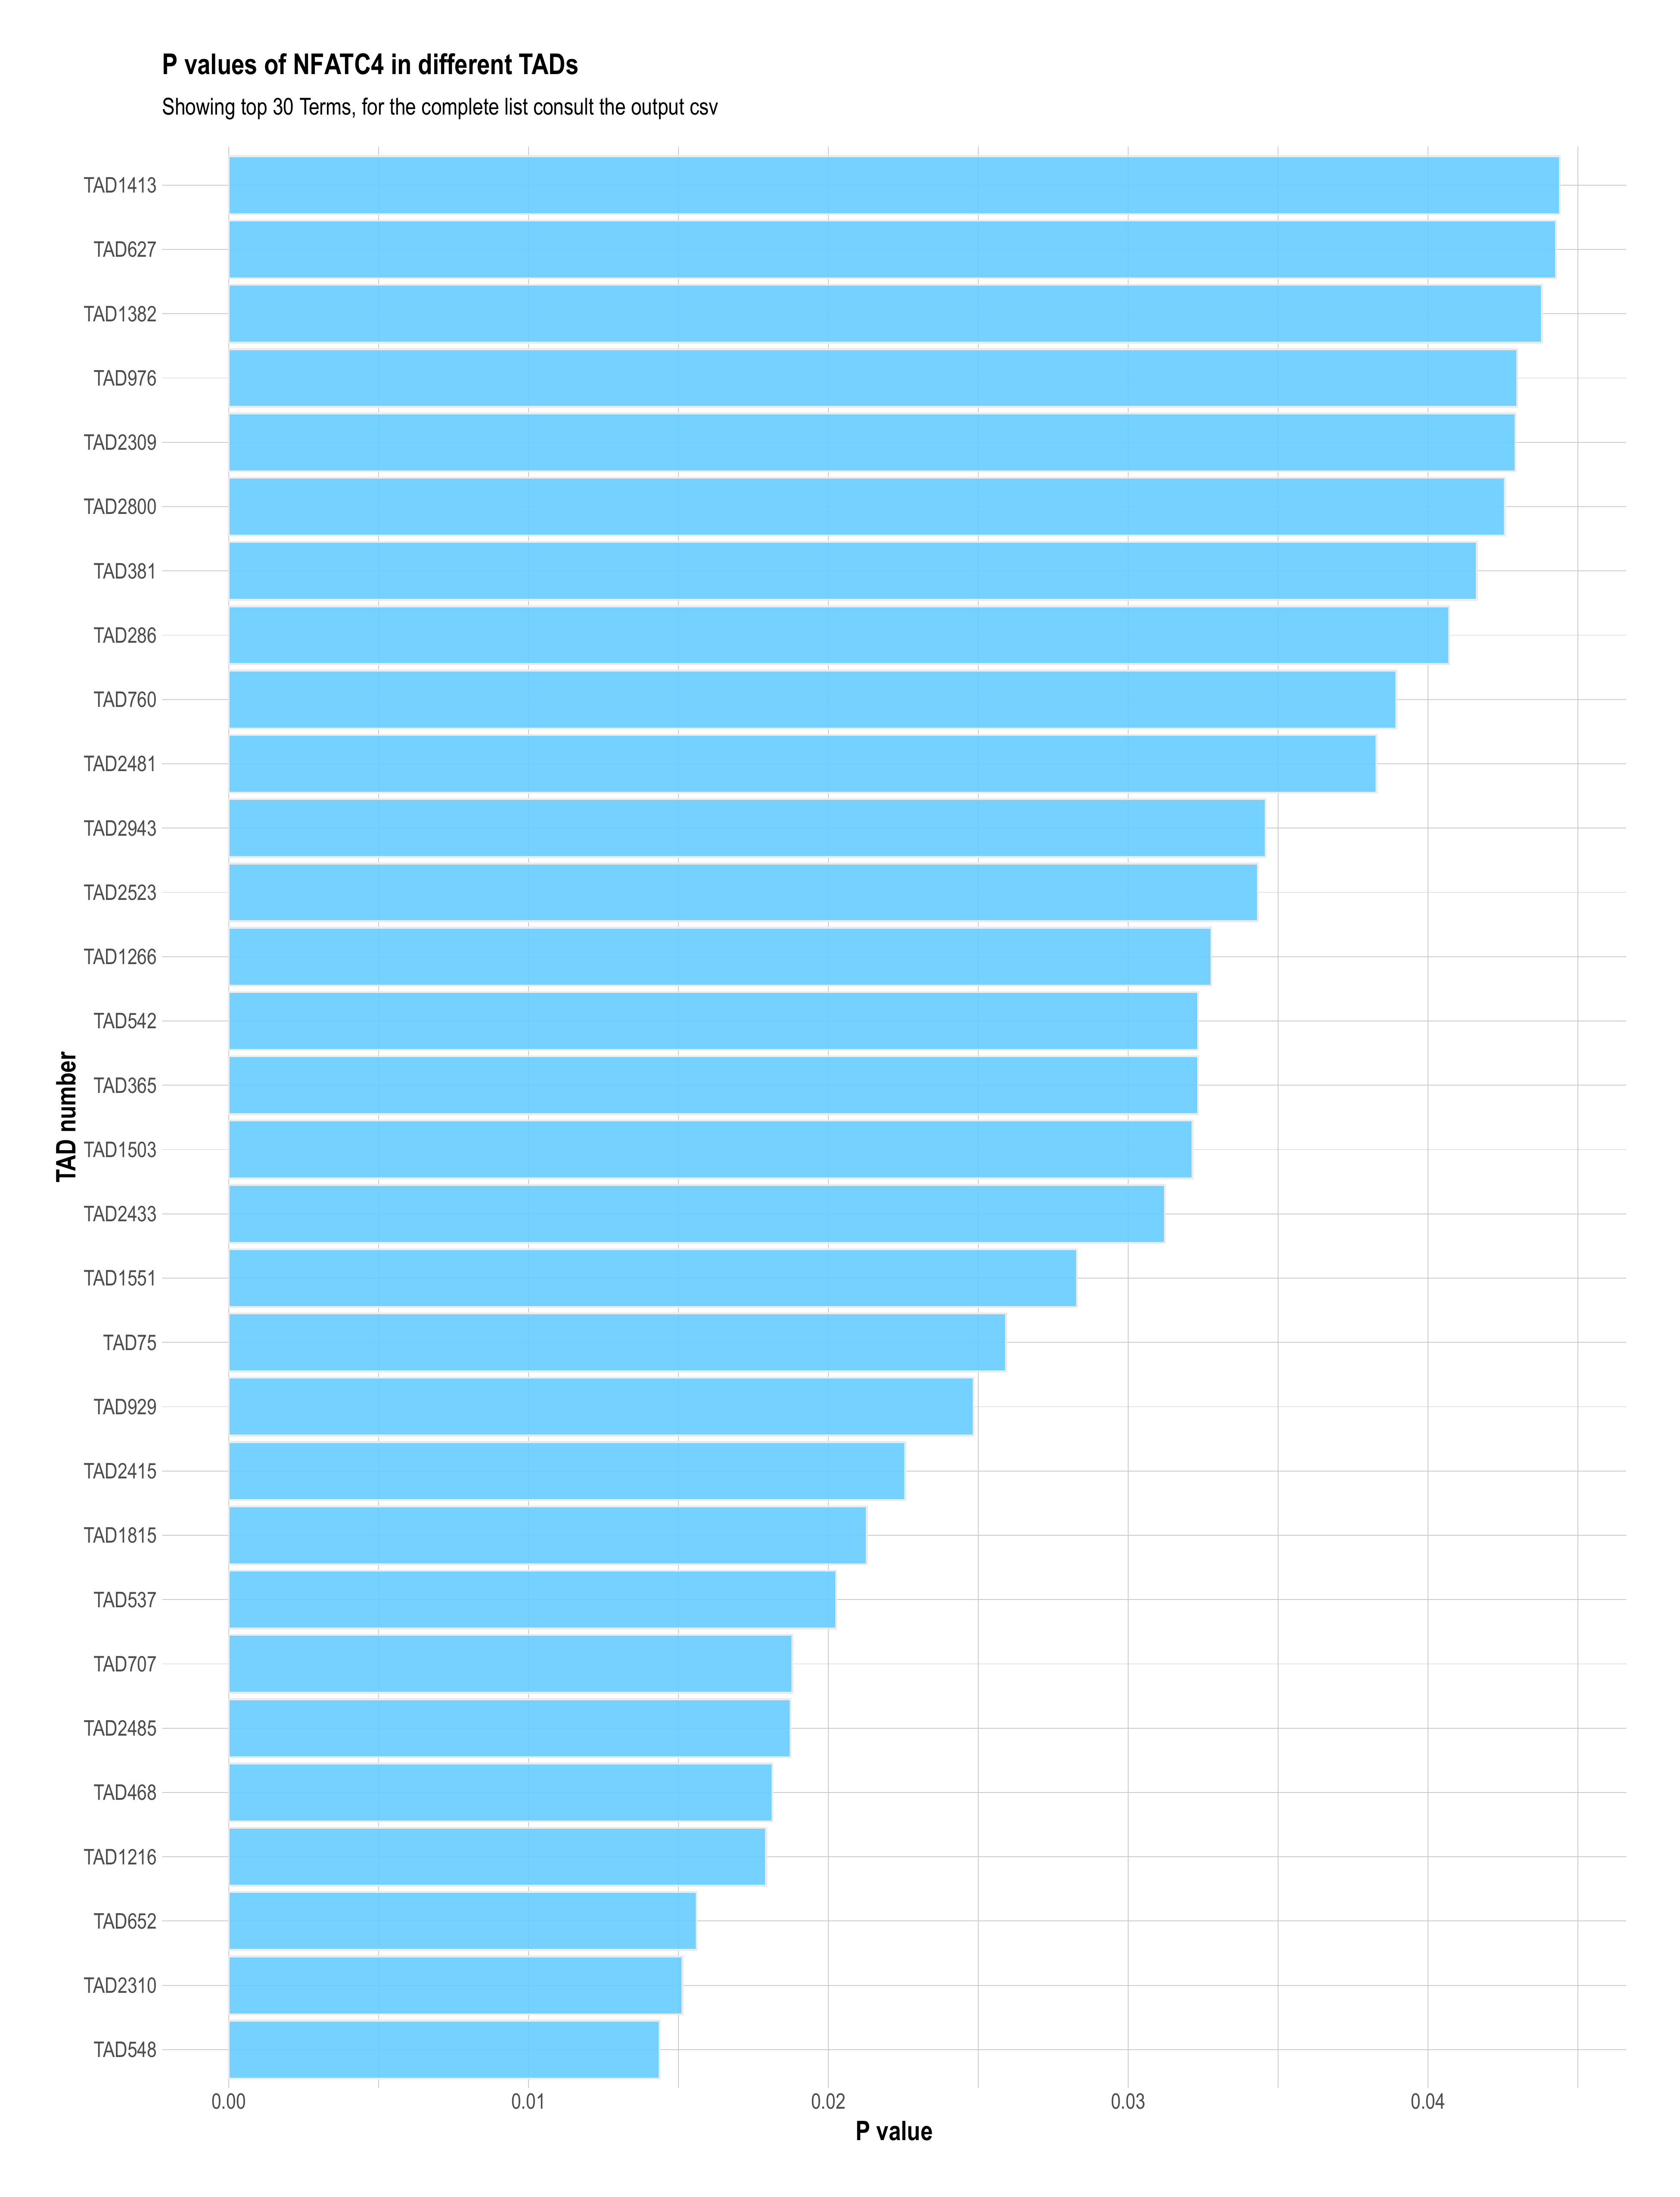 P values of NFATC4 in different TADs
Showing top 30 Terms, for the complete list consult the output csv
TAD1413
TAD627
TAD1382
TAD976
TAD2309
TAD2800
TAD381
TAD286
TAD760
TAD2481
TAD2943
TAD2523
TAD1266
TAD542
TAD365
TAD1503
TAD2433
TAD1551
TAD75
TAD929
TAD2415
TAD1815
TAD537
TAD707
TAD2485
TAD468
TAD1216
TAD652
TAD2310
TAD548
TAD number
0.00 0.01 0.02 0.03 0.04
P value